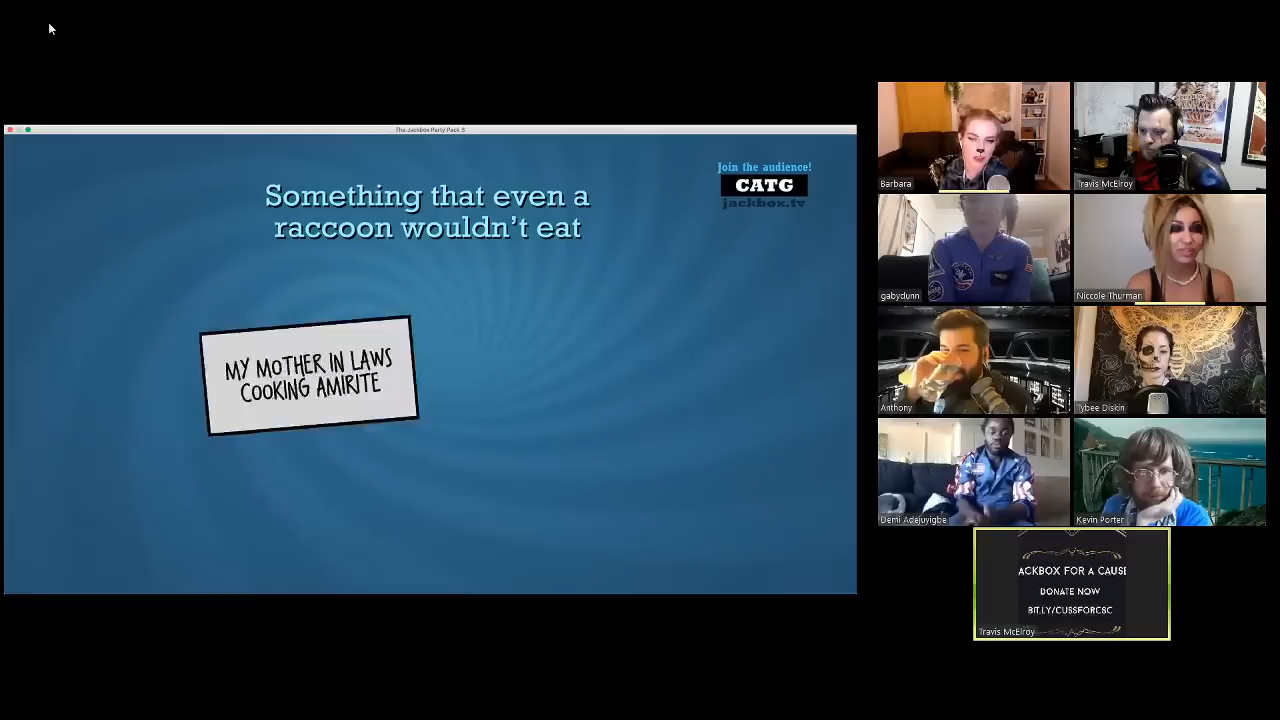 The Jackbox Party Pack 3
Something that even a
raccoon wouldn't eat
Join the audience!
CATG
jackbox.tv
MY MOTHER IN LAWS
COOKING AMIRITE
Barbara
Travis McElroy
gabydunn
Niccole Thurman
Anthony
Tybee Diskin
Demi Adejuyigbe
Kevin Porter
ACKBOX FOR A CAUSE
DONATE NOW
BIT.LY/CUSSFORCSC
Travis McElroy